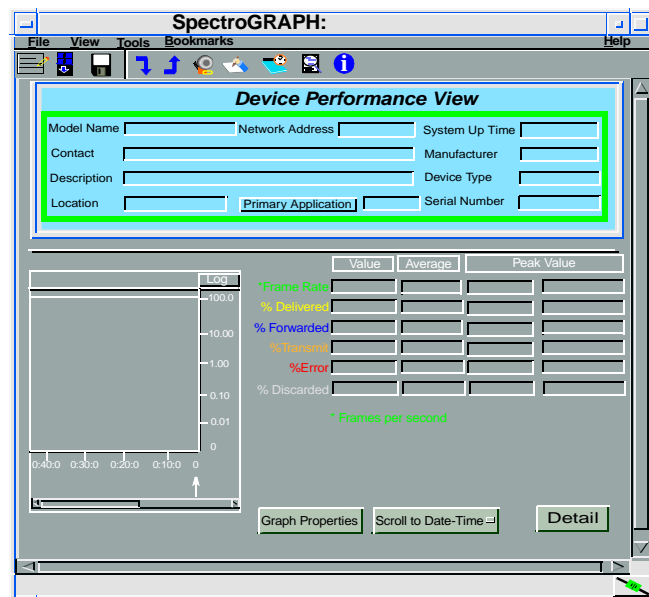 SpectroGRAPH:
File View Tools Bookmarks Help
Device Performance View
Model Name Network Address System Up Time
Contact Manufacturer
Description Device Type
Location Primary Application Serial Number
Value Average Peak Value
Log
*Frame Rate
100.0
% Delivered
% Forwarded
10.00
%Transmit
1.00
%Error
% Discarded
0.10
* Frames per second
0.01
0
0:40:0 0:30:0 0:20:0 0:10:0 0
Graph Properties Scroll to Date-Time Detail